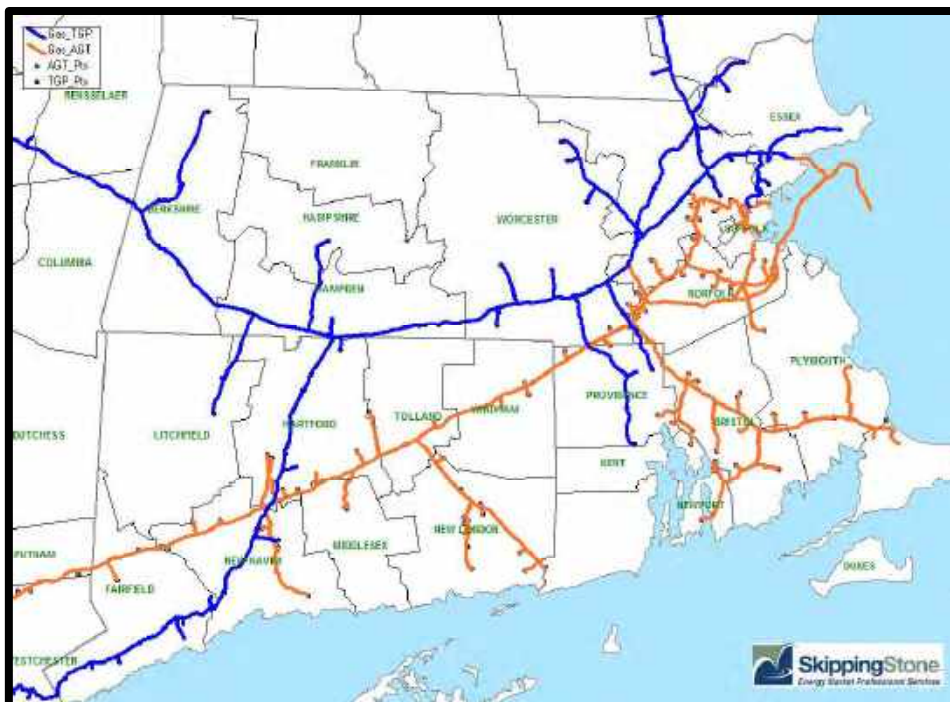 Gas_TGP
Gas_AGT
AGT_Pts
TGP_Pts
RENSSELAER
ESSEX
FRANKLIN
BERKSHIRE
HAMPSHIRE
WORCESTER
SUFFOLK
COLUMBIA
HAMPDEN
NORFOLK
PLYMOUTH
PROVIDENCE
WINDHAM
TOLLAND
HARTFORD
BRISTOL
DUTCHESS
LITCHFIELD
KENT
NEWPORT
NEW LONDON
MIDDLESEX
PUTNAM
NEW HAVEN
FAIRFIELD
DUKES
WESTCHESTER
SkippingStone
Energy Market Professional Services